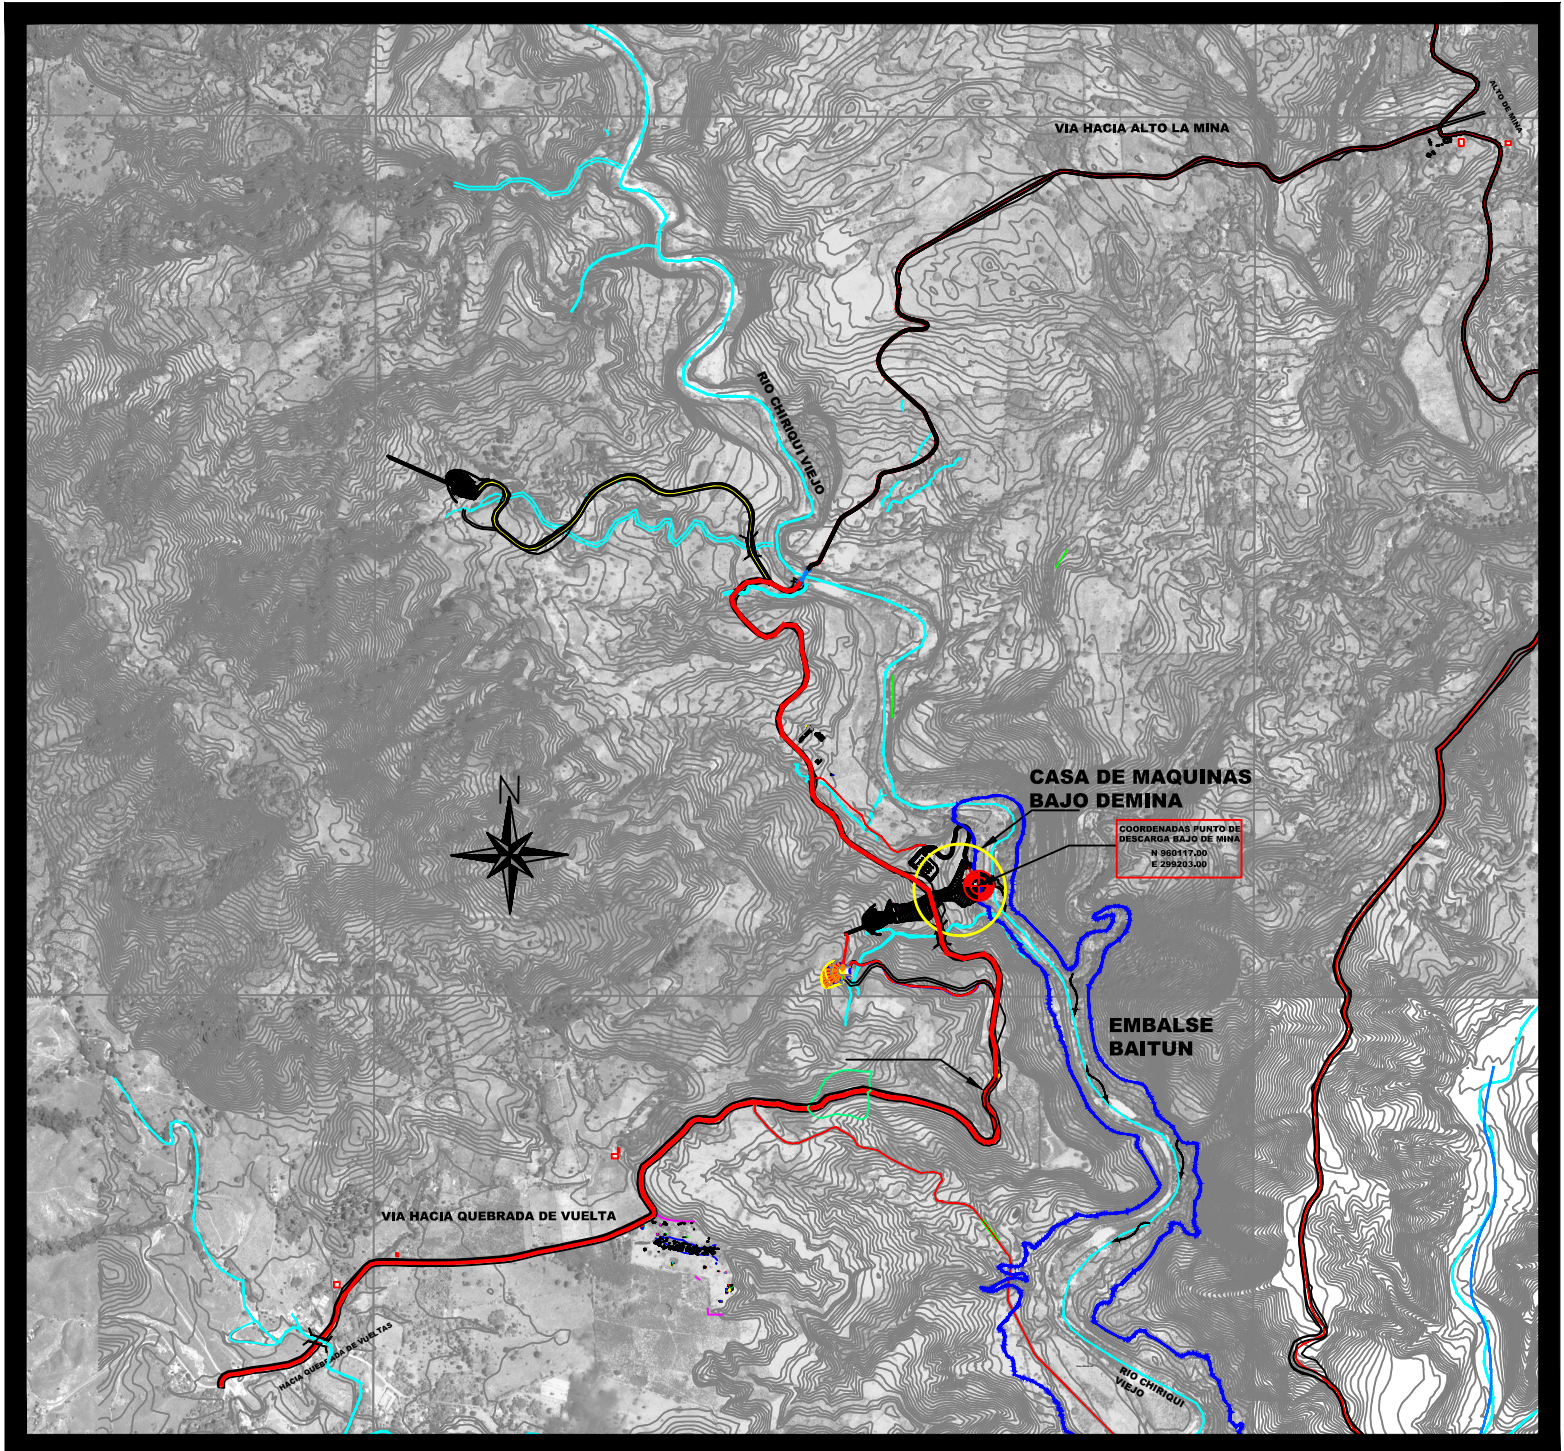 ALTO DE MINA
VIA HACIA ALTO LA MINA
RIO CHIRIQUI VIEJO
N
CASA DE MAQUINAS
BAJO DEMINA
COORDENADAS PUNTO DE
DESCARGA BAJO DE MINA
N 960117.00
E 299203.00
EMBALSE
BAITUN
VIA HACIA QUEBRADA DE VUELTA
HACIA QUEBRADA DE VUELTAS
RIO CHIRIQUI
VIEJO